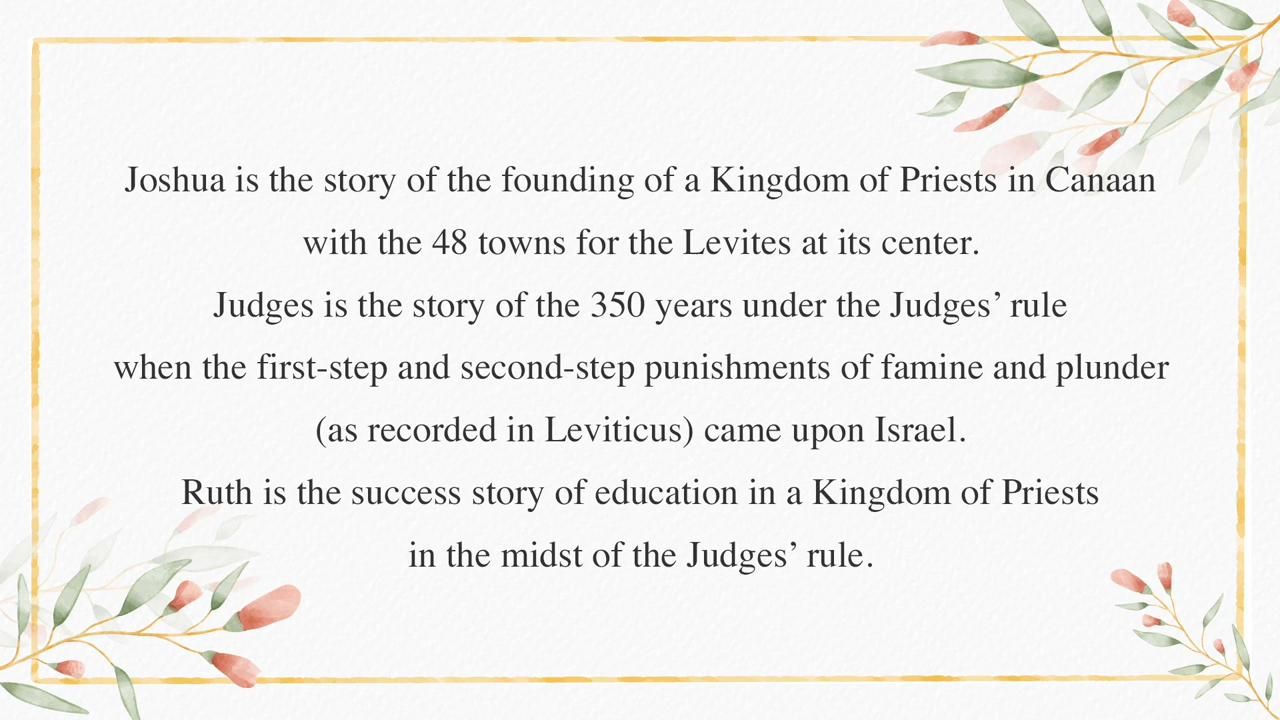 Joshua is the story of the founding of a Kingdom of Priests in Canaan
with the 48 towns for the Levites at its center.
Judges is the story of the 350 years under the Judges’ rule
when the first-step and second-step punishments of famine and plunder
(as recorded in Leviticus) came upon Israel.
Ruth is the success story of education in a Kingdom of Priests
in the midst of the Judges’ rule.